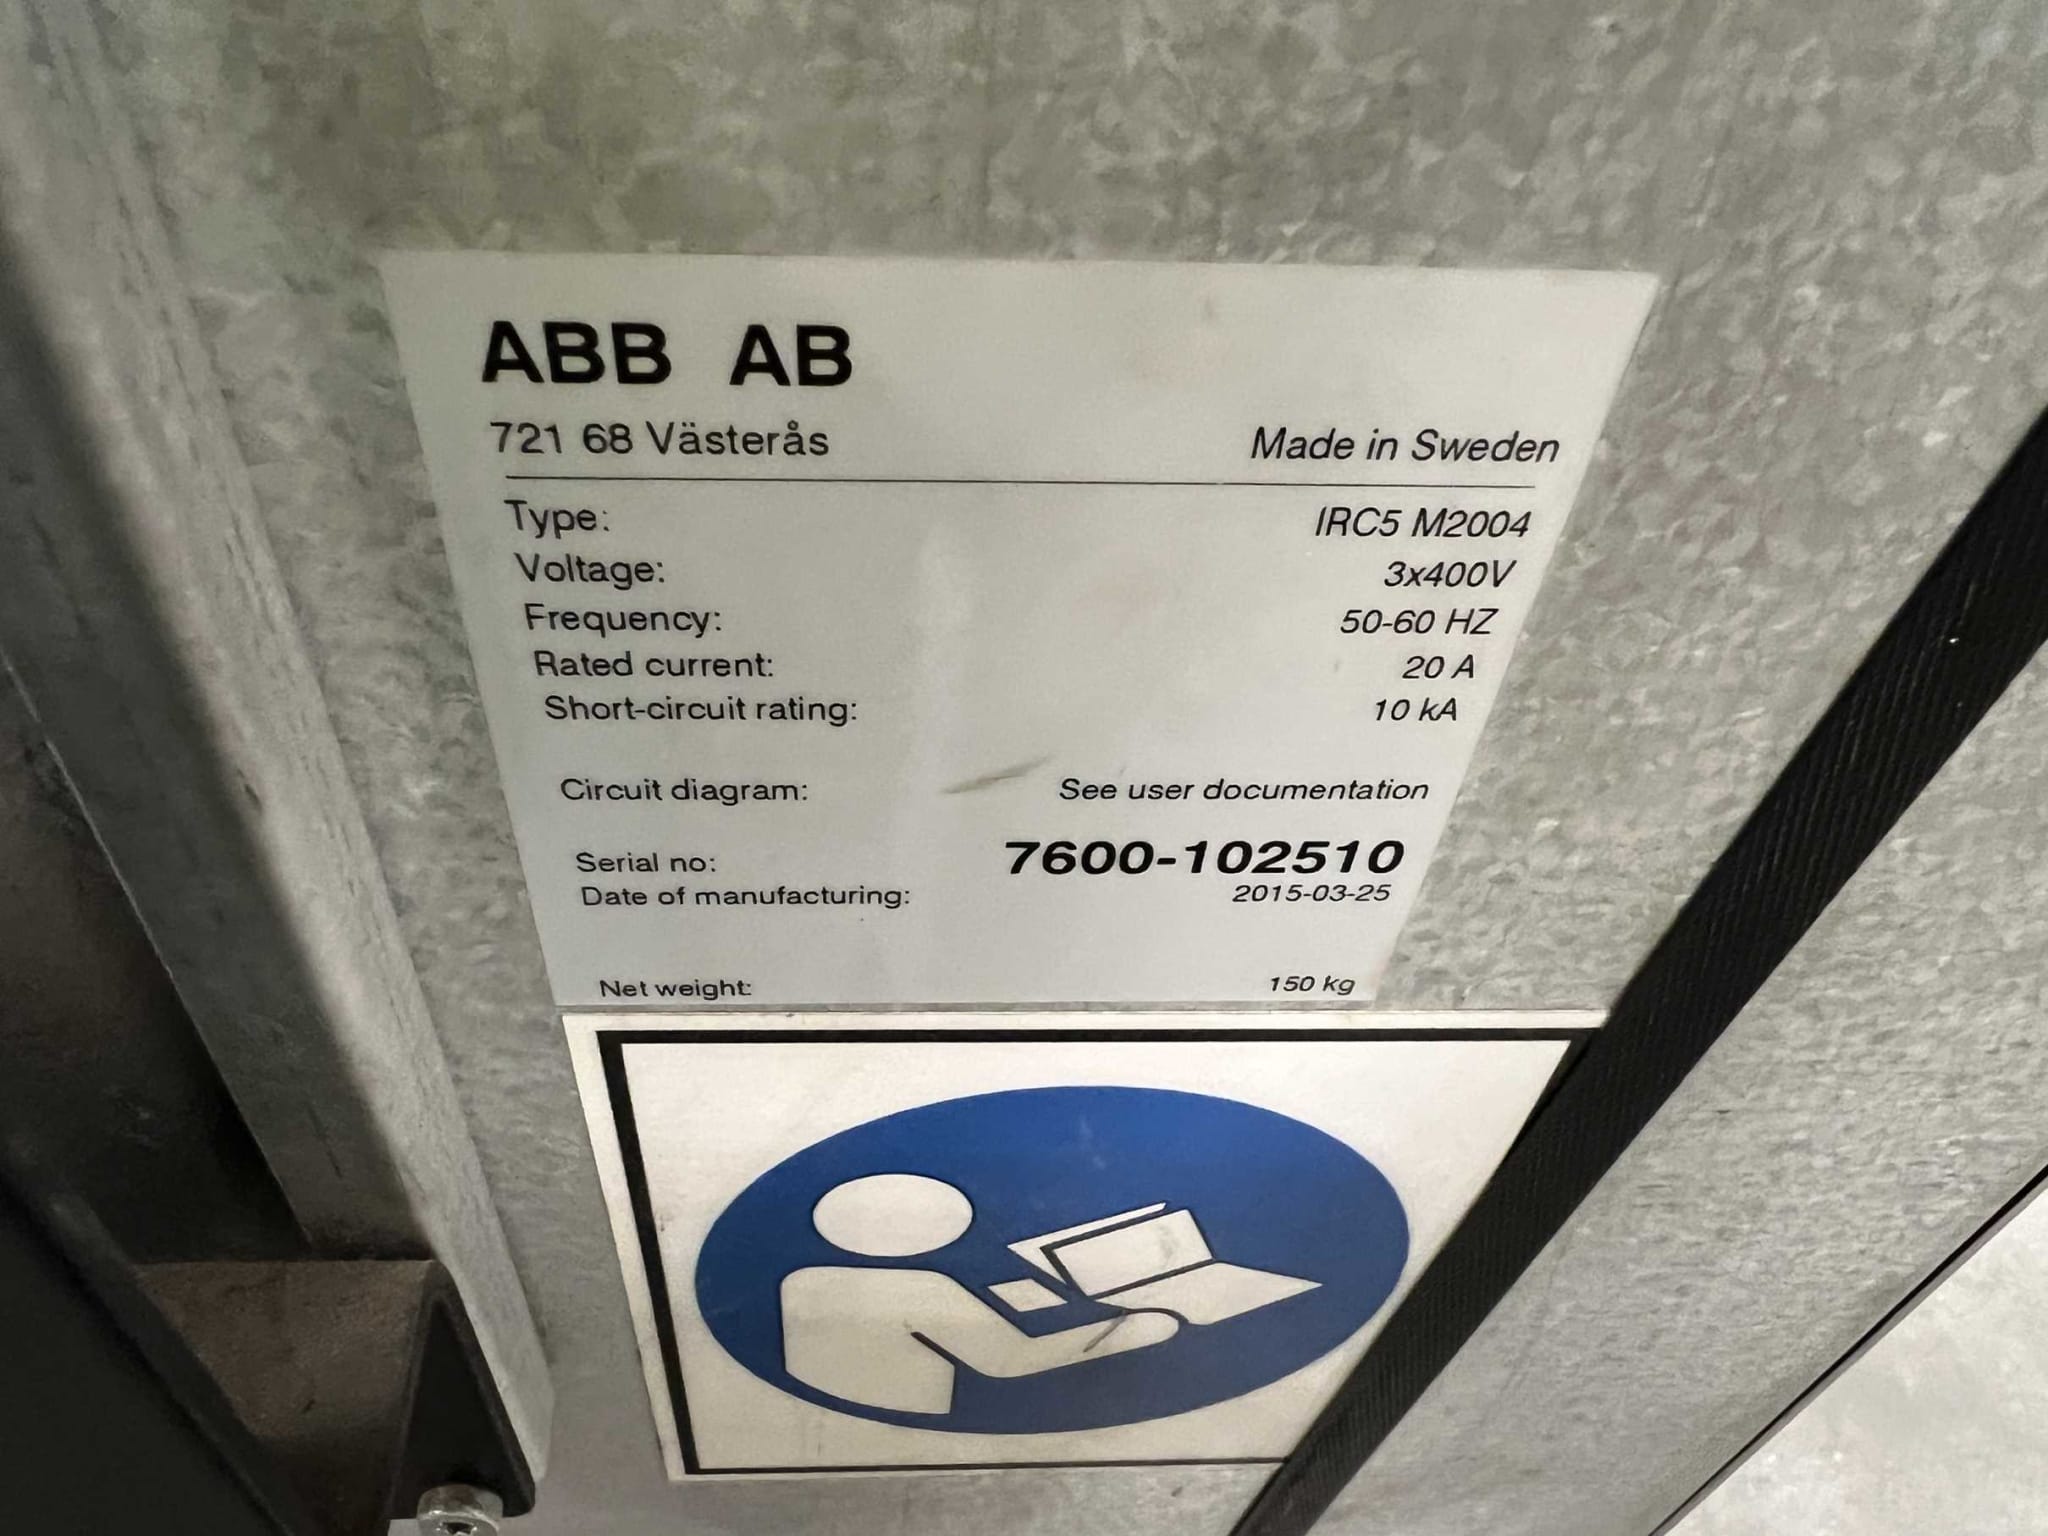 ABB AB
721 68 Västerås Made in Sweden
Type: IRC5 M2004
Voltage: 3x400V
Frequency: 50-60 HZ
Rated current: 20 A
Short-circuit rating: 10 kA
Circuit diagram: See user documentation
Serial no: 7600-102510
Date of manufacturing: 2015-03-25
Net weight: 150 kg